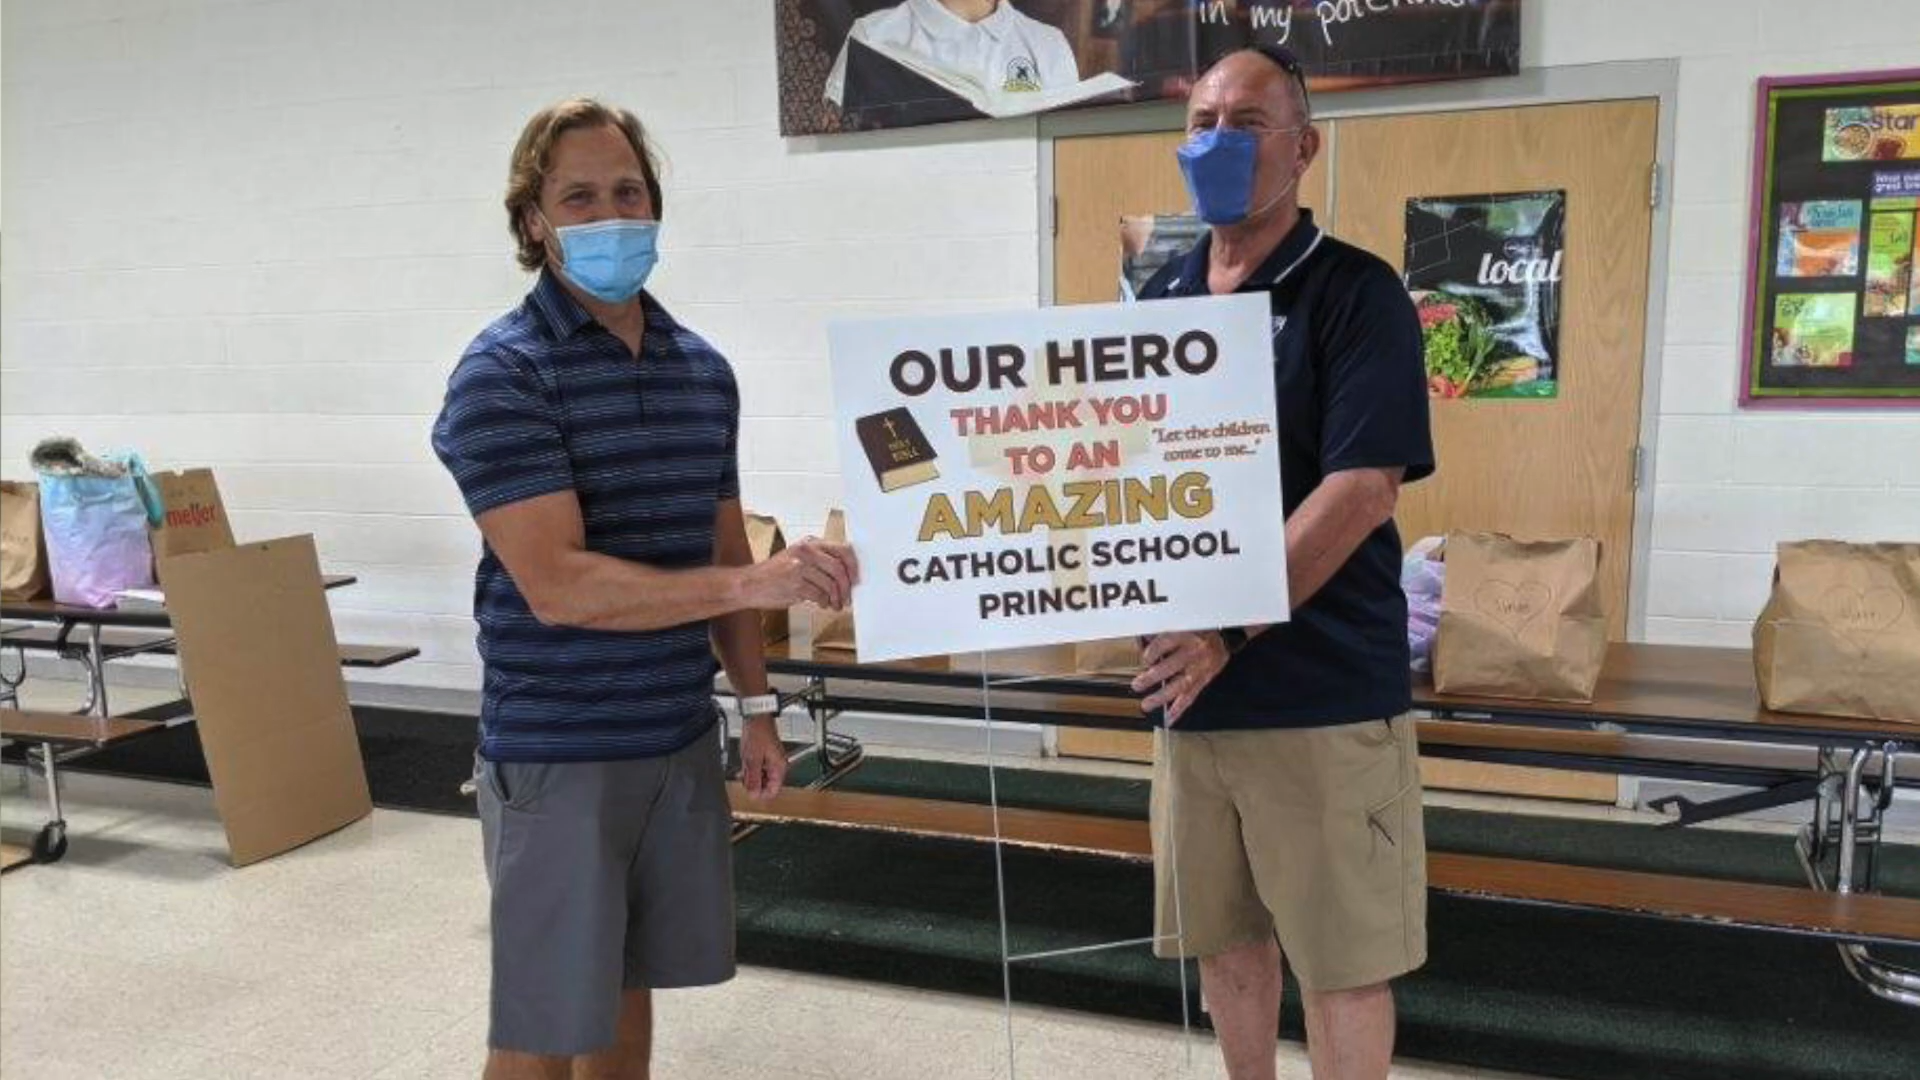 in my potential
OUR HERO
THANK YOU
TO AN
"Let the children
come to me..."
AMAZING
CATHOLIC SCHOOL
PRINCIPAL
HOLY
BIBLE
local
meijer